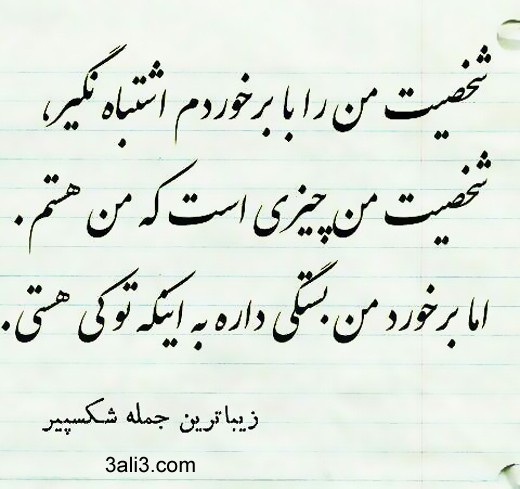 شخصیت من را با برخوردم اشتباه نگیر،
شخصیت من چیزی است که من هستم .
اما برخورد من بستگی داره به اینکه تو کی هستی.
زیباترین جمله شکسپیر
3ali3.com